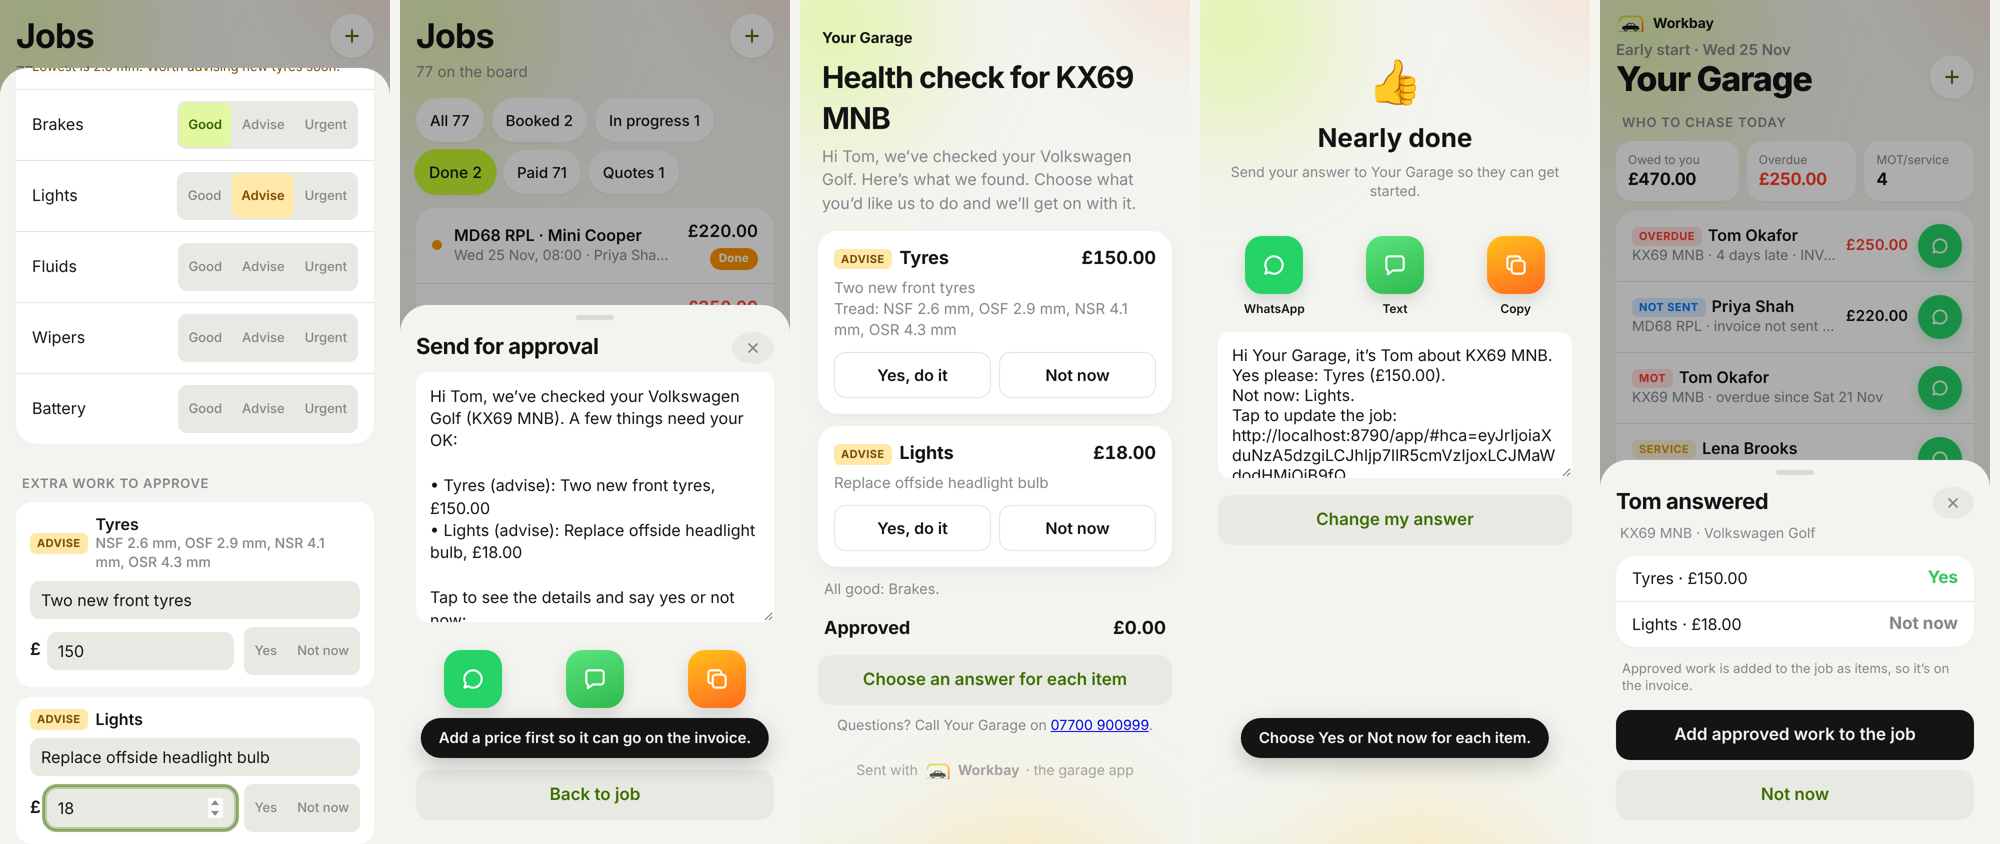 Jobs
Lowest is 2.6 mm. Worth advising new tyres soon.
Brakes
Good Advise Urgent
Lights
Good Advise Urgent
Fluids
Good Advise Urgent
Wipers
Good Advise Urgent
Battery
Good Advise Urgent
EXTRA WORK TO APPROVE
ADVISE Tyres
NSF 2.6 mm, OSF 2.9 mm, NSR 4.1
mm, OSR 4.3 mm
Two new front tyres
£ 150 Yes Not now
ADVISE Lights
Replace offside headlight bulb
£ 18 Yes Not now
Jobs
77 on the board
All 77 Booked 2 In progress 1
Done 2 Paid 71 Quotes 1
MD68 RPL · Mini Cooper £220.00
Wed 25 Nov, 08:00 · Priya Sha... Done
£250.00
Send for approval
Hi Tom, we've checked your Volkswagen
Golf (KX69 MNB). A few things need your
OK:
• Tyres (advise): Two new front tyres,
£150.00
• Lights (advise): Replace offside headlight
bulb, £18.00
Tap to see the details and say yes or not
now:
Add a price first so it can go on the invoice.
Back to job
Your Garage
Health check for KX69
MNB
Hi Tom, we've checked your Volkswagen
Golf. Here's what we found. Choose what
you'd like us to do and we'll get on with it.
ADVISE Tyres £150.00
Two new front tyres
Tread: NSF 2.6 mm, OSF 2.9 mm, NSR 4.1
mm, OSR 4.3 mm
Yes, do it Not now
ADVISE Lights £18.00
Replace offside headlight bulb
Yes, do it Not now
All good: Brakes.
Approved £0.00
Choose an answer for each item
Questions? Call Your Garage on 07700 900999.
Sent with Workbay · the garage app
Nearly done
Send your answer to Your Garage so they can get
started.
WhatsApp Text Copy
Hi Your Garage, it's Tom about KX69 MNB.
Yes please: Tyres (£150.00).
Not now: Lights.
Tap to update the job:
http://localhost:8790/app/#hca=eyJrIjoiaX
duNzA5dzgiLCJhIjp7IlR5cmVzIjoxLCJMaW
dodHMiOjB9fQ
Change my answer
Choose Yes or Not now for each item.
Workbay
Early start · Wed 25 Nov
Your Garage
WHO TO CHASE TODAY
Owed to you Overdue MOT/service
£470.00 £250.00 4
OVERDUE Tom Okafor £250.00
KX69 MNB · 4 days late · INV...
NOT SENT Priya Shah £220.00
MD68 RPL · invoice not sent ...
MOT Tom Okafor
KX69 MNB · overdue since Sat 21 Nov
SERVICE Lena Brooks
Tom answered
KX69 MNB · Volkswagen Golf
Tyres · £150.00 Yes
Lights · £18.00 Not now
Approved work is added to the job as items, so it's on
the invoice.
Add approved work to the job
Not now